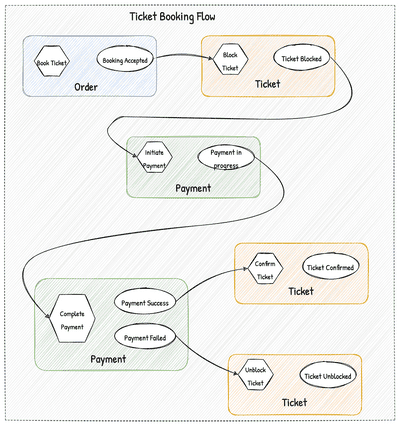 Ticket Booking Flow
Book Ticket
Booking Accepted
Order
Block
Ticket
Ticket Blocked
Ticket
Initiate
Payment
Payment in
progress
Payment
Complete
Payment
Payment Success
Payment Failed
Payment
Confirm
Ticket
Ticket Confirmed
Ticket
Unblock
Ticket
Ticket Unblocked
Ticket